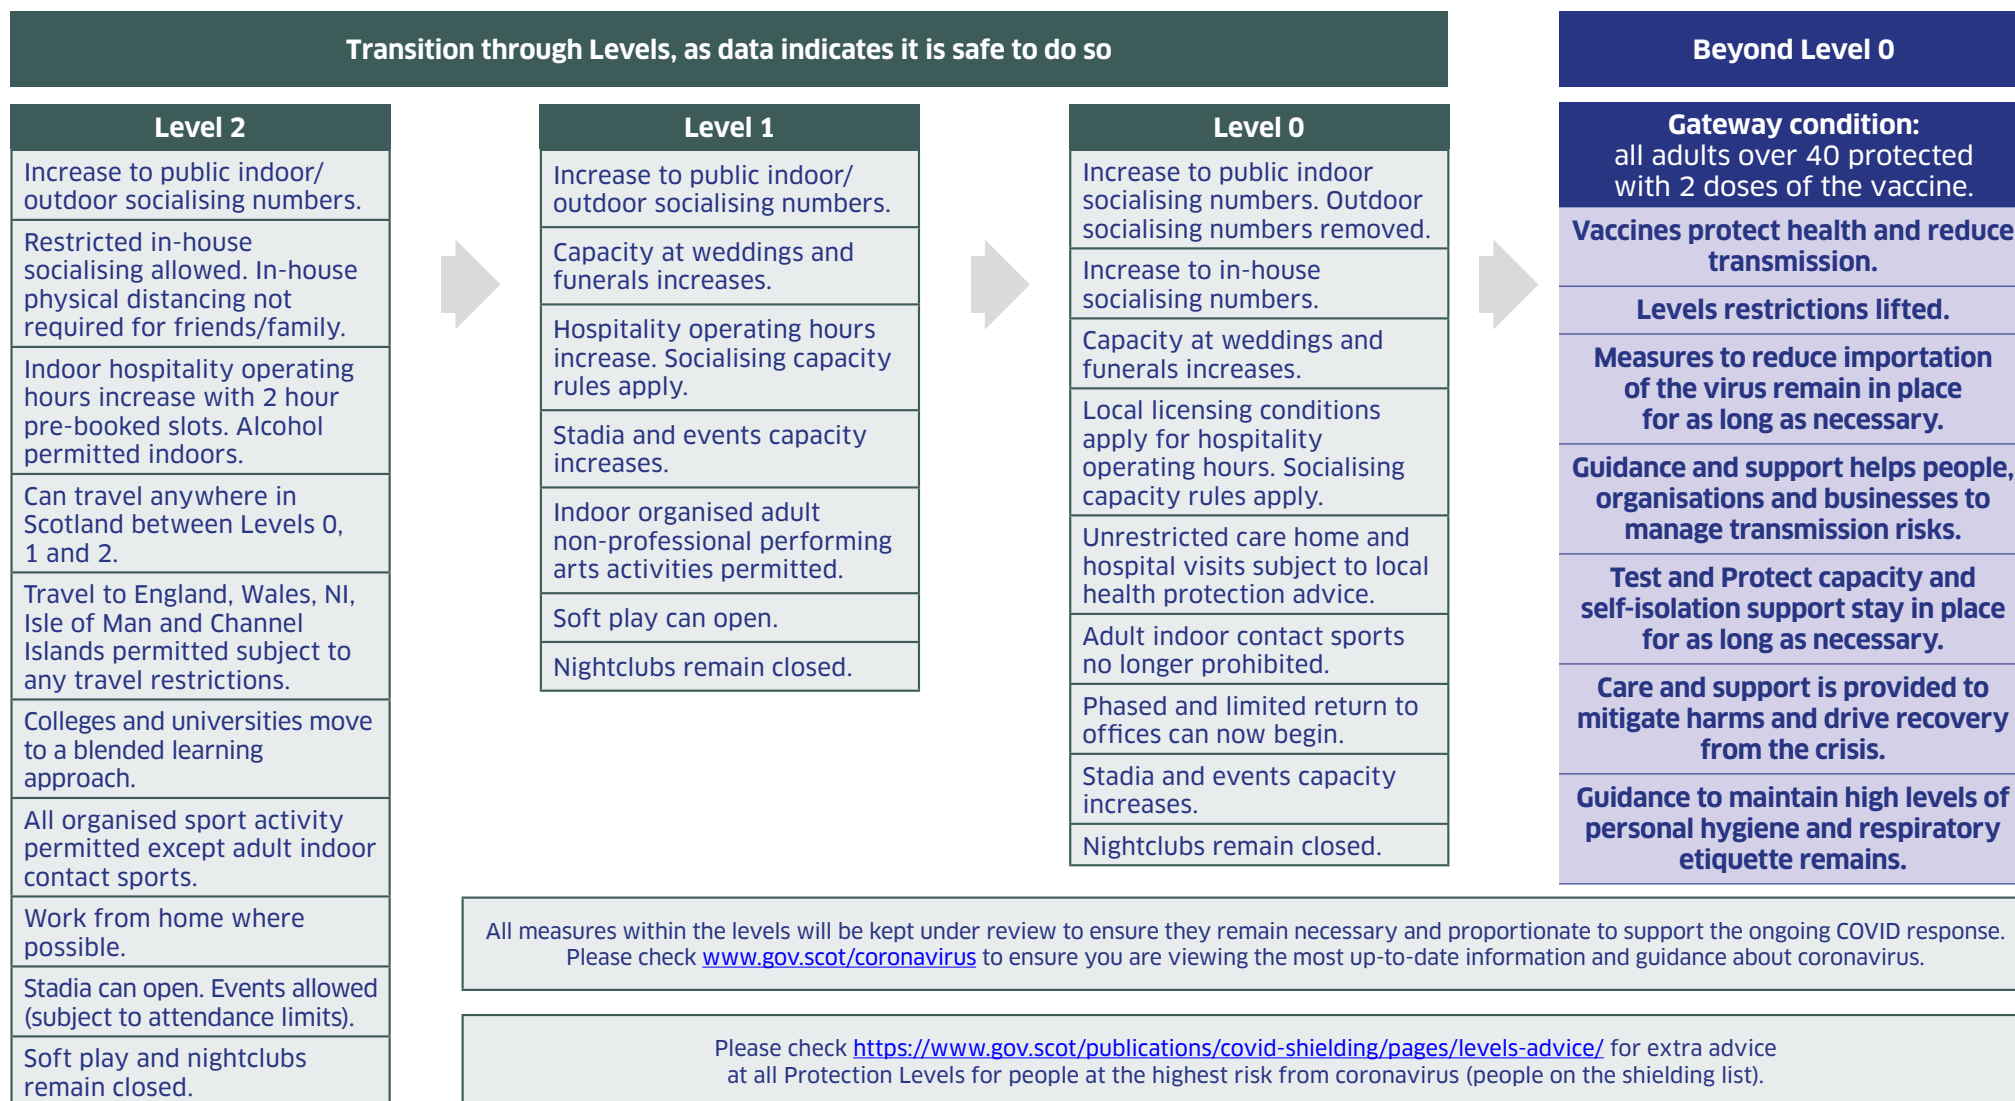 Transition through Levels, as data indicates it is safe to do so
Level 2
Increase to public indoor/
outdoor socialising numbers.
Restricted in-house
socialising allowed. In-house
physical distancing not
required for friends/family.
Indoor hospitality operating
hours increase with 2 hour
pre-booked slots. Alcohol
permitted indoors.
Can travel anywhere in
Scotland between Levels 0,
1 and 2.
Travel to England, Wales, NI,
Isle of Man and Channel
Islands permitted subject to
any travel restrictions.
Colleges and universities move
to a blended learning
approach.
All organised sport activity
permitted except adult indoor
contact sports.
Work from home where
possible.
Stadia can open. Events allowed
(subject to attendance limits).
Soft play and nightclubs
remain closed.
Level 1
Increase to public indoor/
outdoor socialising numbers.
Capacity at weddings and
funerals increases.
Hospitality operating hours
increase. Socialising capacity
rules apply.
Stadia and events capacity
increases.
Indoor organised adult
non-professional performing
arts activities permitted.
Soft play can open.
Nightclubs remain closed.
Level 0
Increase to public indoor
socialising numbers. Outdoor
socialising numbers removed.
Increase to in-house
socialising numbers.
Capacity at weddings and
funerals increases.
Local licensing conditions
apply for hospitality
operating hours. Socialising
capacity rules apply.
Unrestricted care home and
hospital visits subject to local
health protection advice.
Adult indoor contact sports
no longer prohibited.
Phased and limited return to
offices can now begin.
Stadia and events capacity
increases.
Nightclubs remain closed.
Beyond Level 0
Gateway condition:
all adults over 40 protected
with 2 doses of the vaccine.
Vaccines protect health and reduce
transmission.
Levels restrictions lifted.
Measures to reduce importation
of the virus remain in place
for as long as necessary.
Guidance and support helps people,
organisations and businesses to
manage transmission risks.
Test and Protect capacity and
self-isolation support stay in place
for as long as necessary.
Care and support is provided to
mitigate harms and drive recovery
from the crisis.
Guidance to maintain high levels of
personal hygiene and respiratory
etiquette remains.
All measures within the levels will be kept under review to ensure they remain necessary and proportionate to support the ongoing COVID response.
Please check www.gov.scot/coronavirus to ensure you are viewing the most up-to-date information and guidance about coronavirus.
Please check https://www.gov.scot/publications/covid-shielding/pages/levels-advice/ for extra advice
at all Protection Levels for people at the highest risk from coronavirus (people on the shielding list).